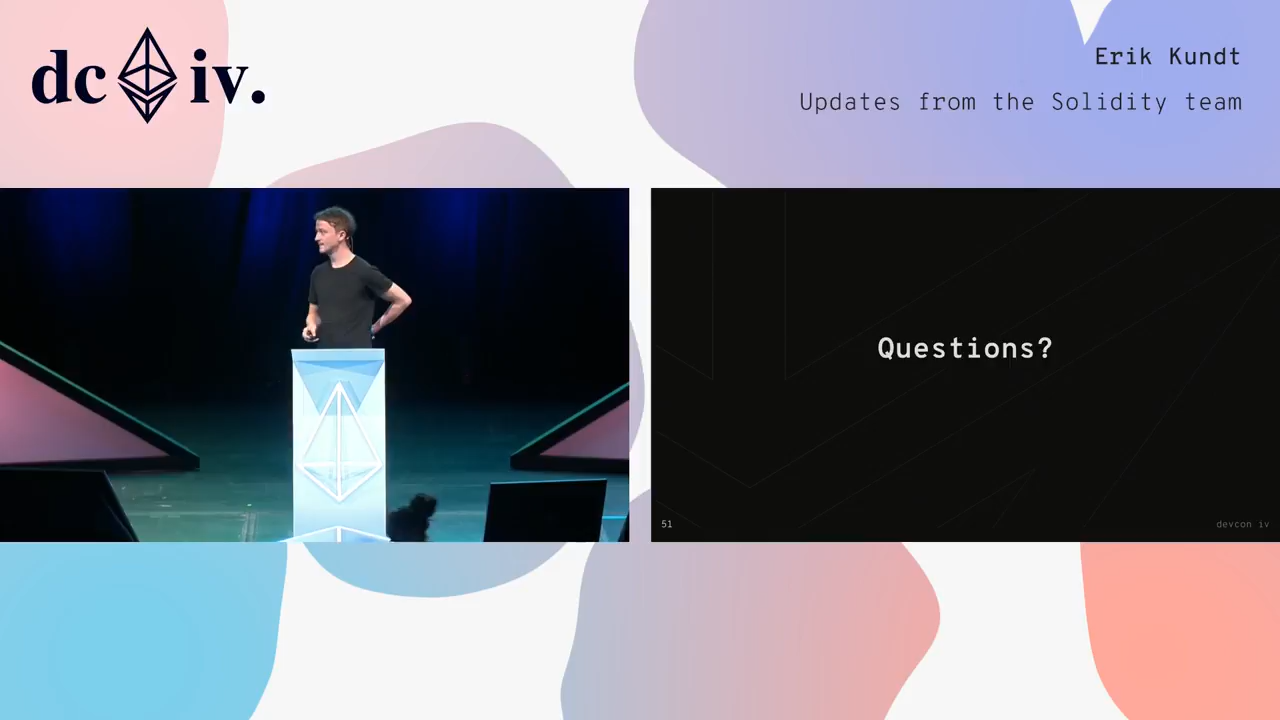 dc iv.
Erik Kundt
Updates from the Solidity team
Questions?
51
devcon iv